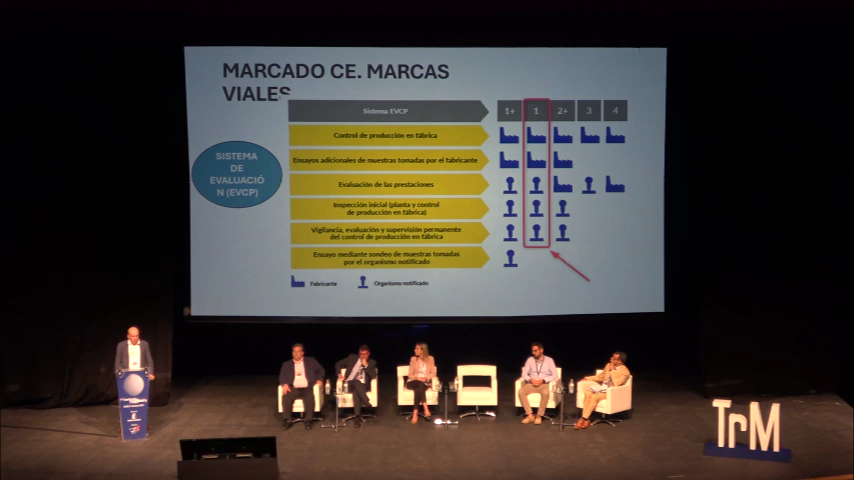 MARCADO CE. MARCAS
VIALES
Sistema EVCP
1+ 1 2+ 3 4
Control de producción en fábrica
Ensayos adicionales de muestras tomadas por el fabricante
Evaluación de las prestaciones
Inspección inicial (planta y control
de producción en fábrica)
Vigilancia, evaluación y supervisión permanente
del control de producción en fábrica
Ensayo mediante sondeo de muestras tomadas
por el organismo notificado
SISTEMA
DE
EVALUACIÓ
N (EVCP)
Fabricante
Organismo notificado
TrM